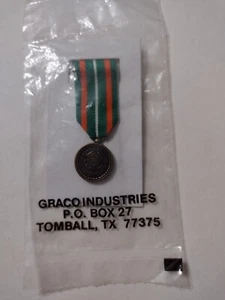 GRACO INDUSTRIES
P.O. BOX 27
TOMBALL, TX 77375